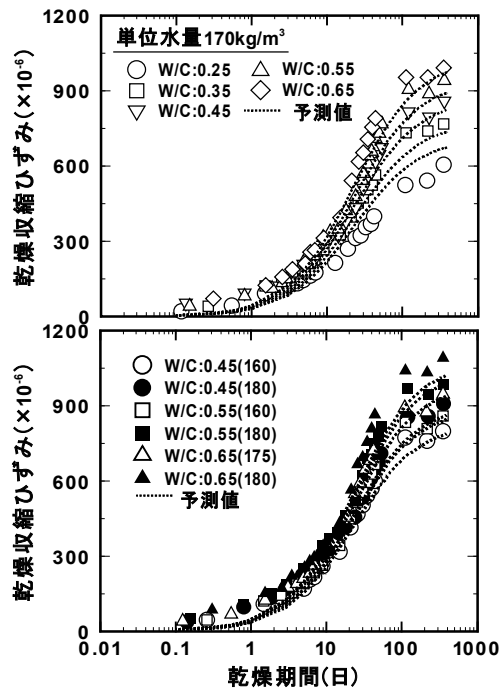 1200
900
600
300
0
乾燥収縮ひずみ(×10-6)
単位水量170kg/m3
W/C:0.25
W/C:0.55
W/C:0.35
W/C:0.65
W/C:0.45
予測値
1200
900
600
300
0
乾燥収縮ひずみ(×10-6)
W/C:0.45(160)
W/C:0.45(180)
W/C:0.55(160)
W/C:0.55(180)
W/C:0.65(175)
W/C:0.65(180)
予測値
0.01 0.1 1 10 100 1000
乾燥期間(日)